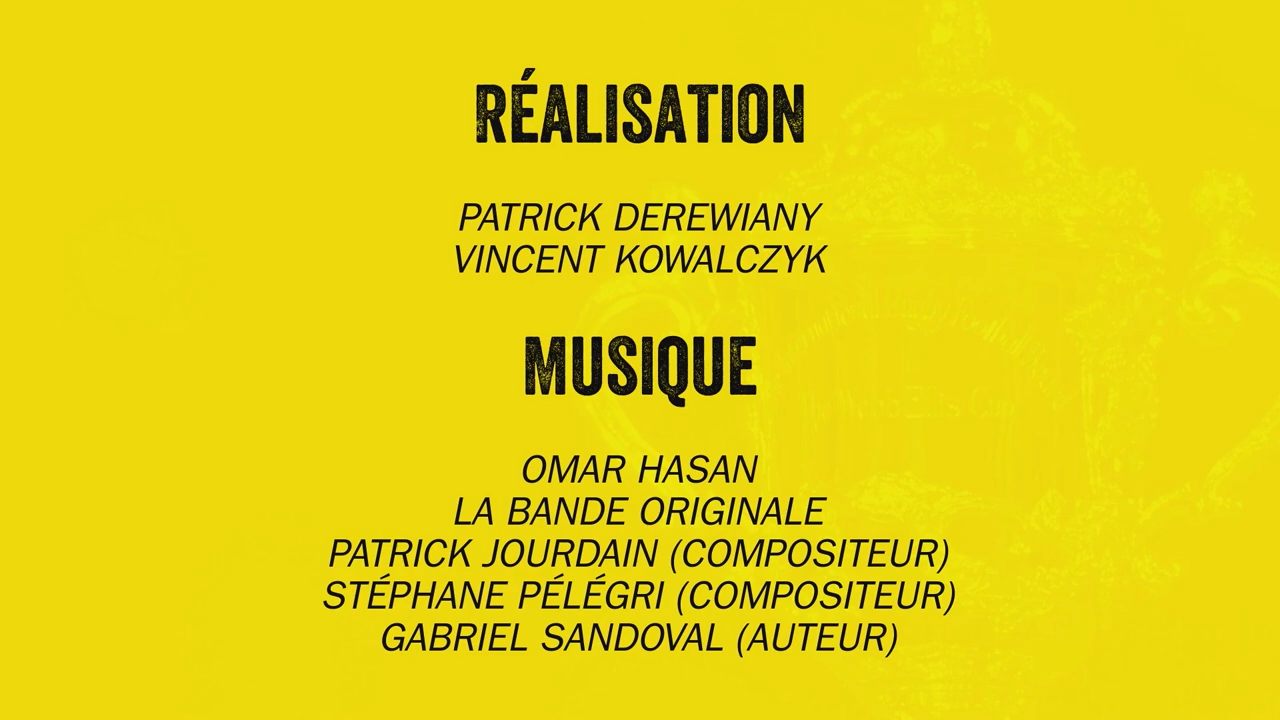 RÉALISATION
PATRICK DEREWIANY
VINCENT KOWALCZYK
MUSIQUE
OMAR HASAN
LA BANDE ORIGINALE
PATRICK JOURDAIN (COMPOSITEUR)
STÉPHANE PÉLÉGRI (COMPOSITEUR)
GABRIEL SANDOVAL (AUTEUR)